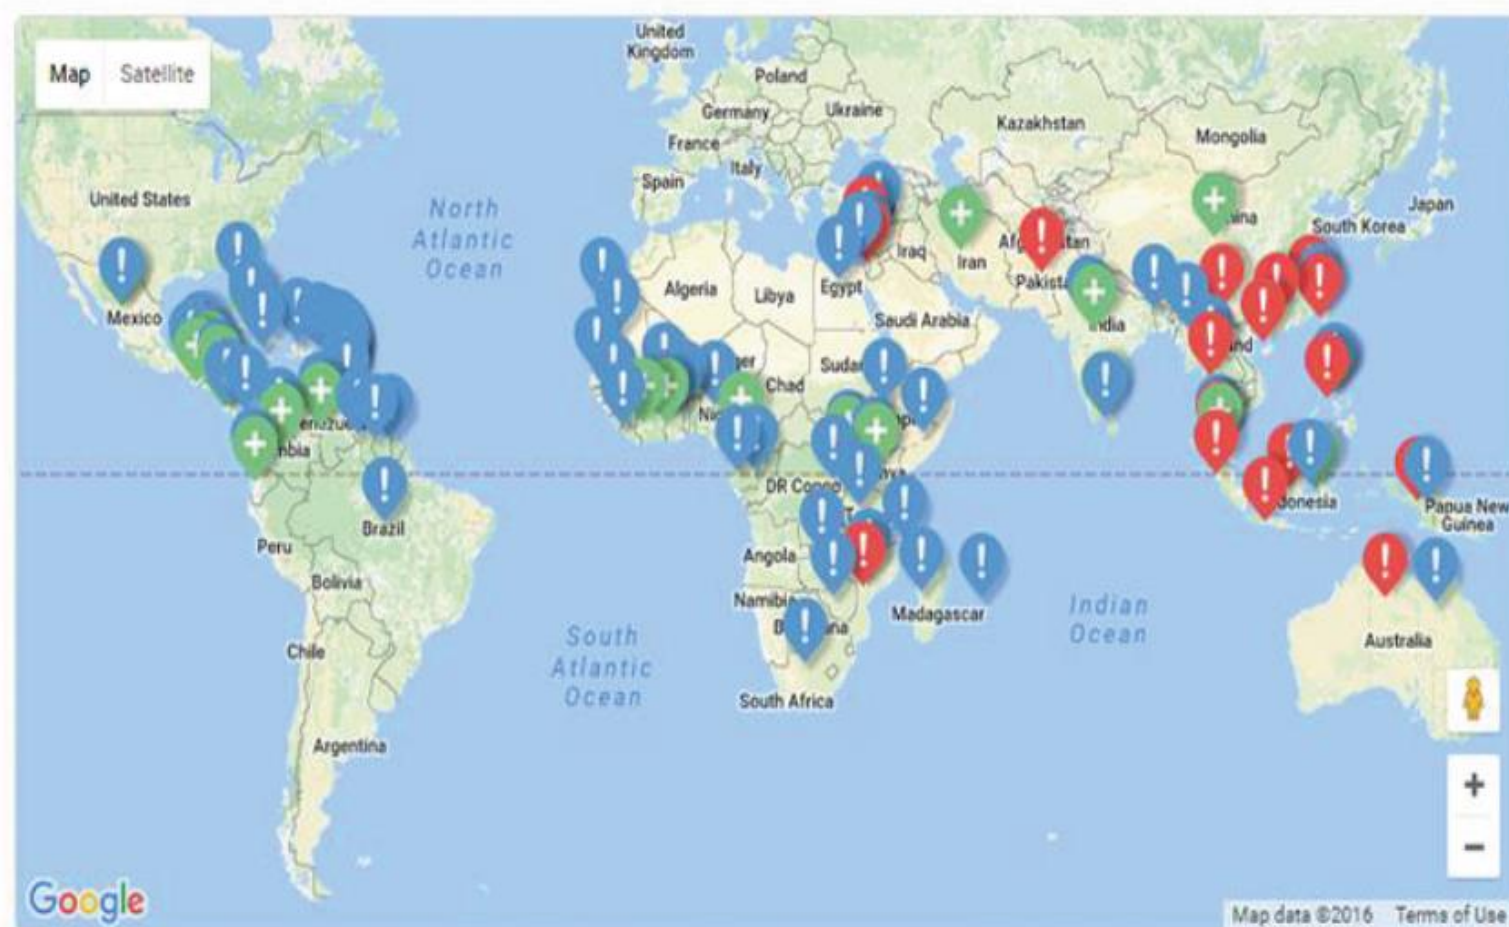 United
Kingdom
Map
Satellite
Poland
Germany
Ukraine
Kazakhstan
Mongolia
France
Italy
Spain
United States
Japan
South Korea
North
Atlantic
Ocean
Iraq
Iran
Algeria
Libya
Egypt
Mexico
Saudi Arabia
Chad
DR Congo
Brazil
Papua New
Guinea
Peru
Angola
Bolivia
Madagascar
Indian
Ocean
South
Atlantic
Ocean
Chile
Australia
South Africa
Argentina
+
−
Google
Map data ©2016
Terms of Use